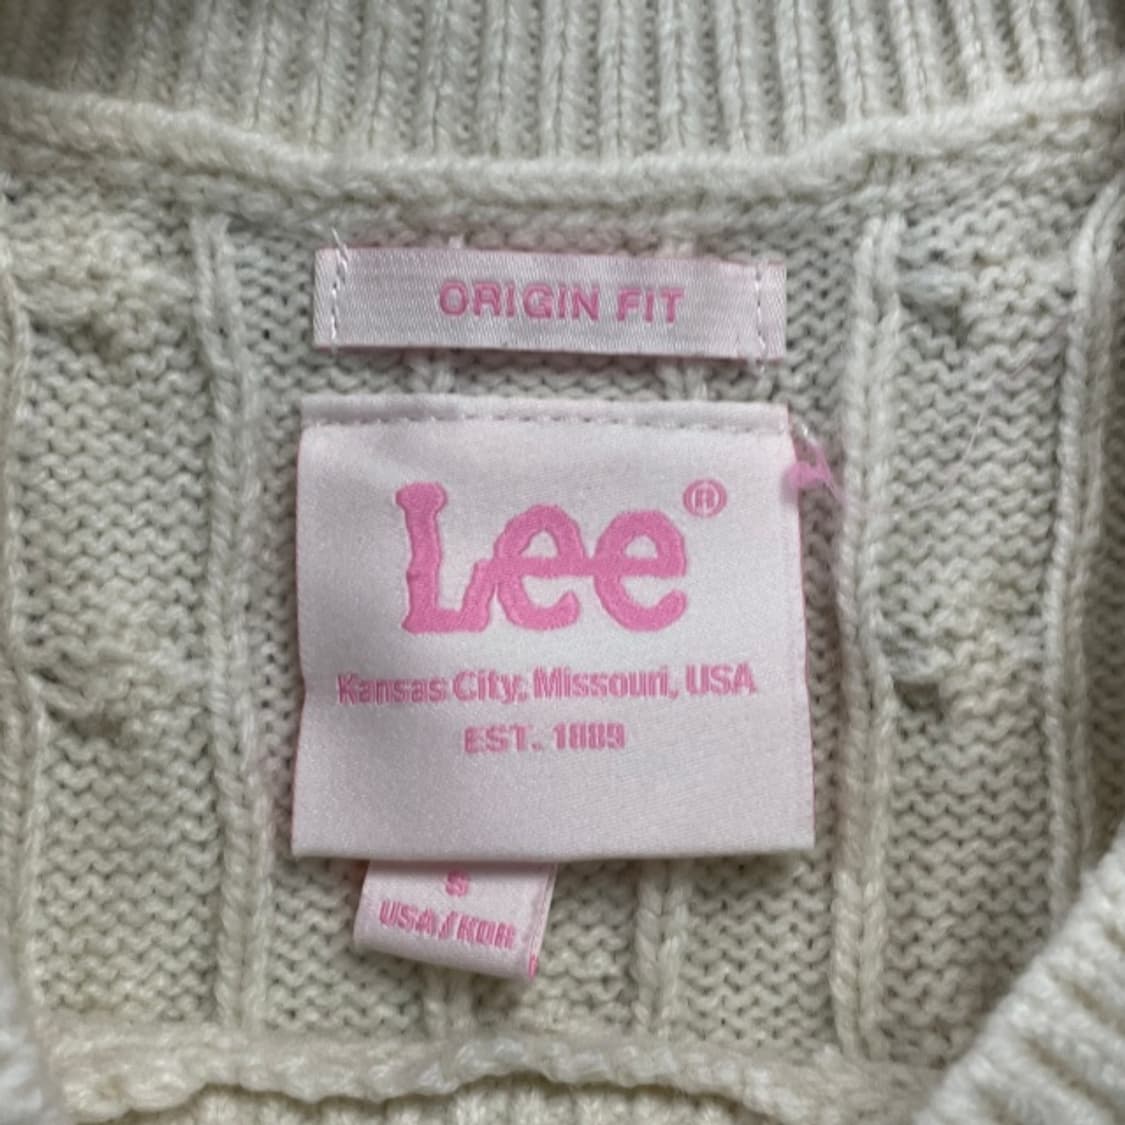 ORIGIN FIT
Lee®
Kansas City, Missouri, USA
EST. 1889
S
USA/KOR